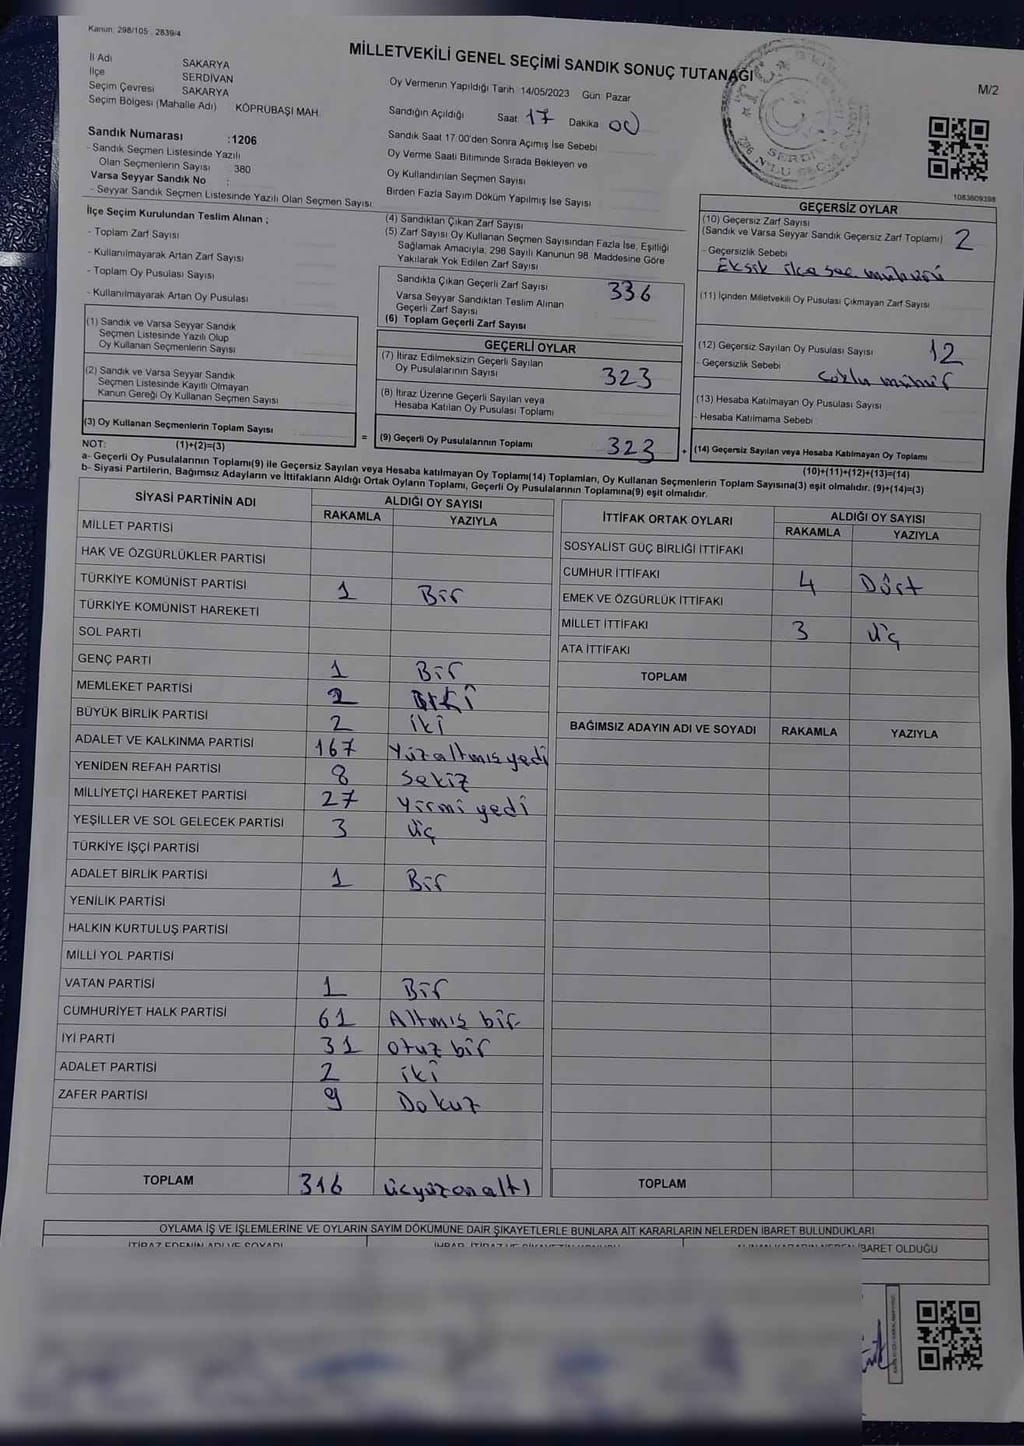 Kanun: 298/105 . 2839/4
MİLLETVEKİLİ GENEL SEÇİMİ SANDIK SONUÇ TUTANAĞI
M/2
İl Adı SAKARYA
İlçe SERDİVAN
Seçim Çevresi SAKARYA
Seçim Bölgesi (Mahalle Adı) KÖPRÜBAŞI MAH.
Oy Vermenin Yapıldığı Tarih 14/05/2023 Gün: Pazar
Sandığın Açıldığı Saat 17 Dakika 00
Sandık Saat 17:00'den Sonra Açımış İse Sebebi
Oy Verme Saati Bitiminde Sırada Bekleyen ve
Oy Kullandırılan Seçmen Sayısı
Birden Fazla Sayım Döküm Yapılmış İse Sayısı
Sandık Numarası :1206
- Sandık Seçmen Listesinde Yazılı
Olan Seçmenlerin Sayısı 380
Varsa Seyyar Sandık No :
- Seyyar Sandık Seçmen Listesinde Yazılı Olan Seçmen Sayısı
1083609398
İlçe Seçim Kurulundan Teslim Alınan ;
- Toplam Zarf Sayısı
- Kullanılmayarak Artan Zarf Sayısı
- Toplam Oy Pusulası Sayısı
- Kullanılmayarak Artan Oy Pusulası
(1) Sandık ve Varsa Seyyar Sandık
Seçmen Listesinde Yazılı Olup
Oy Kullanan Seçmenlerin Sayısı
(2) Sandık ve Varsa Seyyar Sandık
Seçmen Listesinde Kayıtlı Olmayan
Kanun Gereği Oy Kullanan Seçmen Sayısı
(3) Oy Kullanan Seçmenlerin Toplam Sayısı
(4) Sandıktan Çıkan Zarf Sayısı
(5) Zarf Sayısı Oy Kullanan Seçmen Sayısından Fazla İse, Eşitliği
Sağlamak Amacıyla, 298 Sayılı Kanunun 98. Maddesine Göre
Yakılarak Yok Edilen Zarf Sayısı
Sandıkta Çıkan Geçerli Zarf Sayısı 336
Varsa Seyyar Sandıktan Teslim Alınan
Geçerli Zarf Sayısı
(6) Toplam Geçerli Zarf Sayısı
GEÇERLİ OYLAR
(7) İtiraz Edilmeksizin Geçerli Sayılan
Oy Pusulalarının Sayısı 323
(8) İtiraz Üzerine Geçerli Sayılan veya
Hesaba Katılan Oy Pusulası Toplamı
= (9) Geçerli Oy Pusulalarının Toplamı 323
GEÇERSİZ OYLAR
(10) Geçersiz Zarf Sayısı
(Sandık ve Varsa Seyyar Sandık Geçersiz Zarf Toplamı) 2
- Geçersizlik Sebebi
Eksik ilçe seç mühürü
(11) İçinden Milletvekili Oy Pusulası Çıkmayan Zarf Sayısı
(12) Geçersiz Sayılan Oy Pusulası Sayısı 12
- Geçersizlik Sebebi
Çoklu mühür
(13) Hesaba Katılmayan Oy Pusulası Sayısı
- Hesaba Katılmama Sebebi
(14) Geçersiz Sayılan veya Hesaba Katılmayan Oy Toplamı
NOT: (1)+(2)=(3)
(10)+(11)+(12)+(13)=(14)
a- Geçerli Oy Pusulalarının Toplamı(9) ile Geçersiz Sayılan veya Hesaba katılmayan Oy Toplamı(14) Toplamları, Oy Kullanan Seçmenlerin Toplam Sayısına(3) eşit olmalıdır. (9)+(14)=(3)
b- Siyasi Partilerin, Bağımsız Adayların ve İttifakların Aldığı Ortak Oyların Toplamı, Geçerli Oy Pusulalarının Toplamına(9) eşit olmalıdır.
SİYASİ PARTİNİN ADI ALDIĞI OY SAYISI
RAKAMLA YAZIYLA
MİLLET PARTİSİ
HAK VE ÖZGÜRLÜKLER PARTİSİ
TÜRKİYE KOMÜNİST PARTİSİ 1 Bir
TÜRKİYE KOMÜNİST HAREKETİ
SOL PARTİ
GENÇ PARTİ 1 Bir
MEMLEKET PARTİSİ 2 İki
BÜYÜK BİRLİK PARTİSİ 2 iki
ADALET VE KALKINMA PARTİSİ 167 Yüzaltmışyedi
YENİDEN REFAH PARTİSİ 8 sekiz
MİLLİYETÇİ HAREKET PARTİSİ 27 Yirmi yedi
YEŞİLLER VE SOL GELECEK PARTİSİ 3 üç
TÜRKİYE İŞÇİ PARTİSİ
ADALET BİRLİK PARTİSİ 1 Bir
YENİLİK PARTİSİ
HALKIN KURTULUŞ PARTİSİ
MİLLİ YOL PARTİSİ
VATAN PARTİSİ 1 Bir
CUMHURİYET HALK PARTİSİ 61 Altmış bir
İYİ PARTİ 31 otuz bir
ADALET PARTİSİ 2 iki
ZAFER PARTİSİ 9 Dokuz
TOPLAM 316 üçyüzonaltı
İTTİFAK ORTAK OYLARI ALDIĞI OY SAYISI
RAKAMLA YAZIYLA
SOSYALİST GÜÇ BİRLİĞİ İTTİFAKI
CUMHUR İTTİFAKI 4 Dört
EMEK VE ÖZGÜRLÜK İTTİFAKI
MİLLET İTTİFAKI 3 üç
ATA İTTİFAKI
TOPLAM
BAĞIMSIZ ADAYIN ADI VE SOYADI RAKAMLA YAZIYLA
TOPLAM
OYLAMA İŞ VE İŞLEMLERİNE VE OYLARIN SAYIM DÖKÜMÜNE DAİR ŞİKAYETLERLE BUNLARA AİT KARARLARIN NELERDEN İBARET BULUNDUKLARI
İTİRAZ EDENİN ADI VE SOYADI
İBARET OLDUĞU